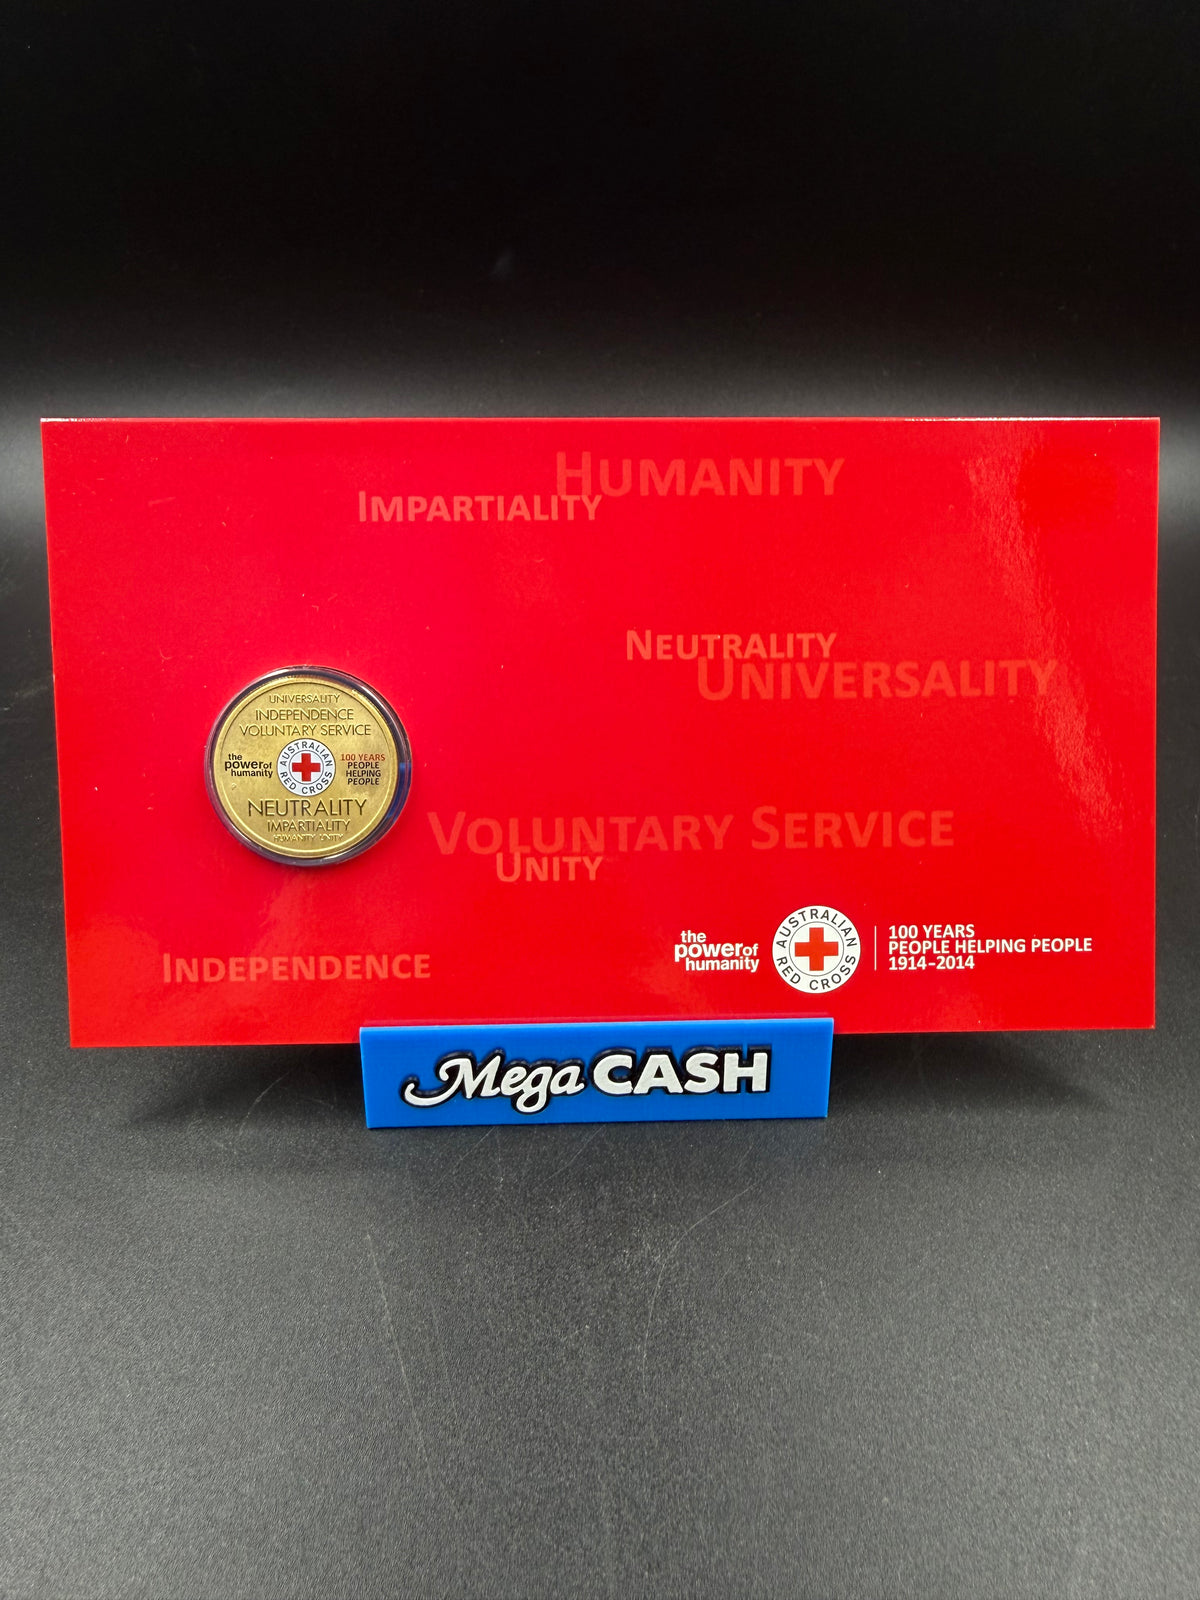 HUMANITY
IMPARTIALITY
NEUTRALITY
UNIVERSALITY
UNIVERSALITY
INDEPENDENCE
VOLUNTARY SERVICE
the
power of
humanity
AUSTRALIAN
RED CROSS
100 YEARS
PEOPLE
HELPING
PEOPLE
NEUTRALITY
IMPARTIALITY
HUMANITY UNITY
VOLUNTARY SERVICE
UNITY
INDEPENDENCE
the
power of
humanity
AUSTRALIAN
RED CROSS
100 YEARS
PEOPLE HELPING PEOPLE
1914-2014
Mega CASH